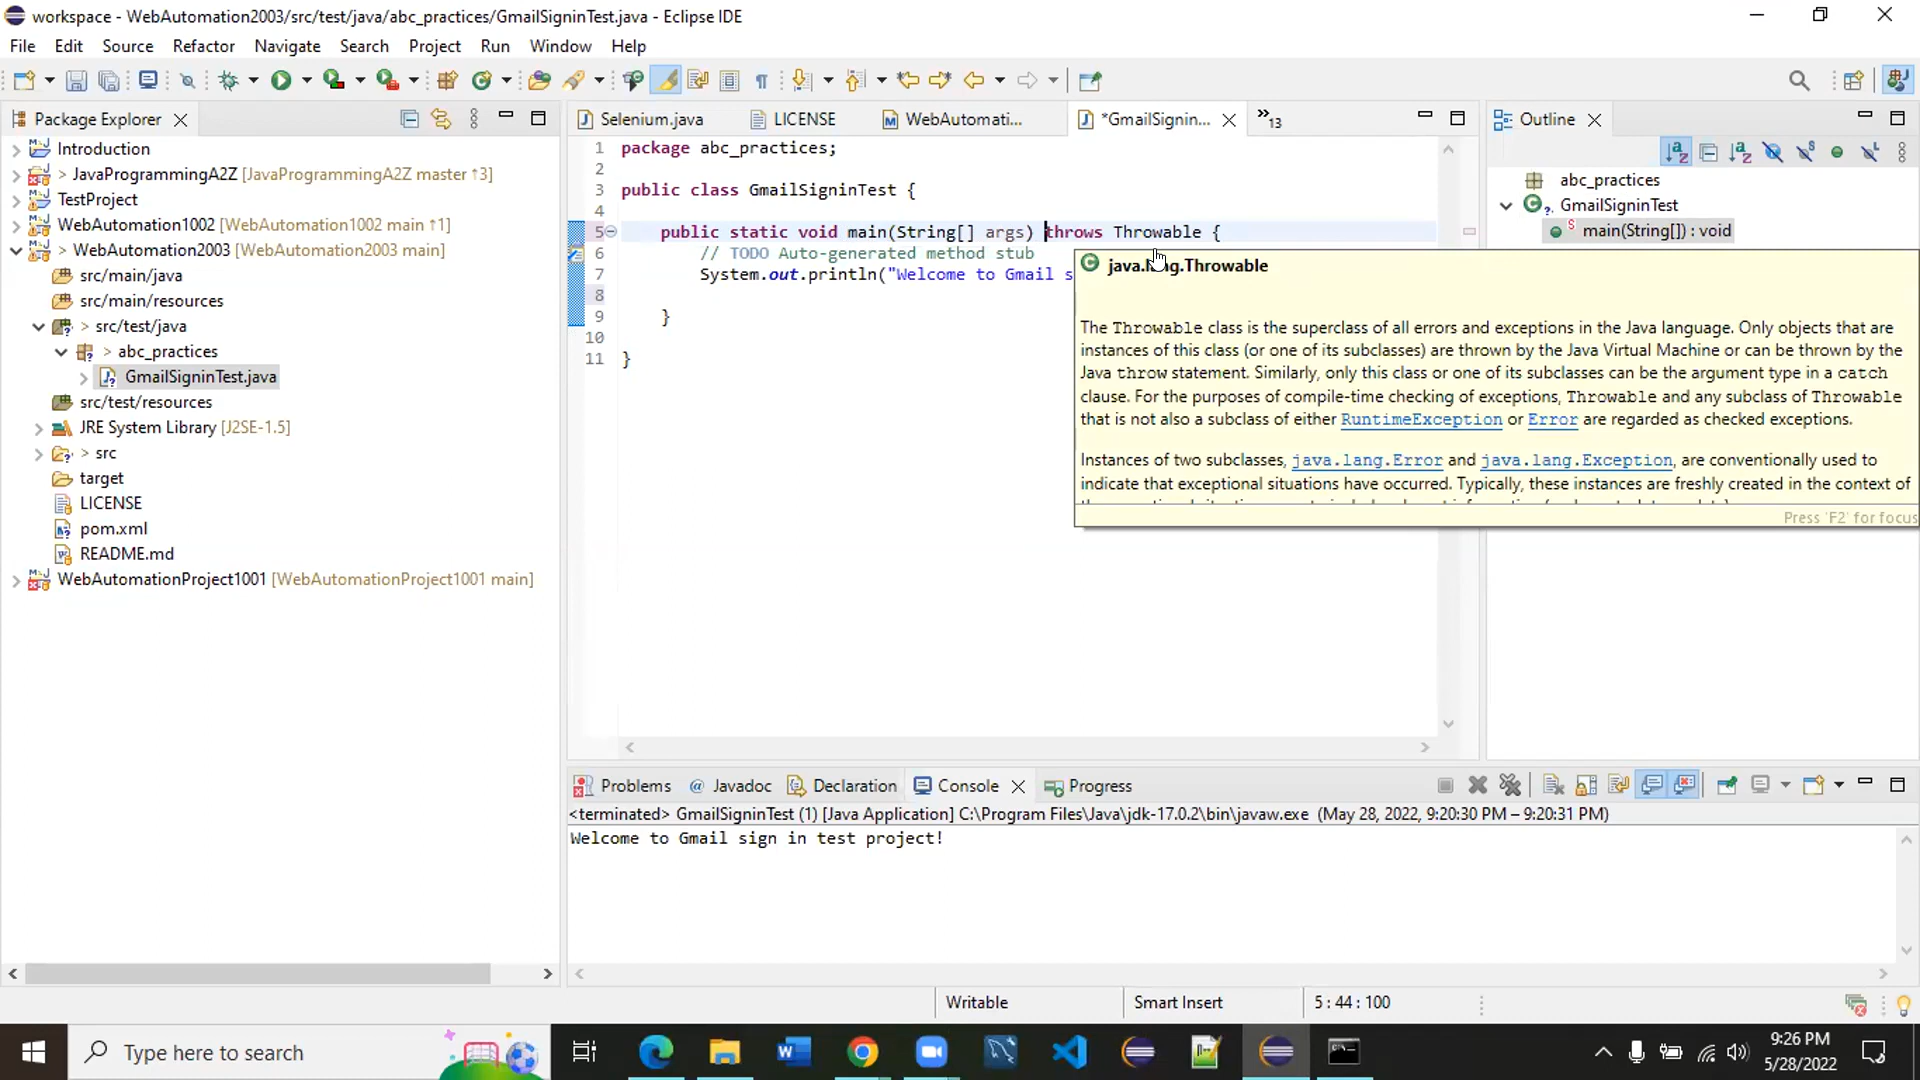 workspace - WebAutomation2003/src/test/java/abc_practices/GmailSigninTest.java - Eclipse IDE
File Edit Source Refactor Navigate Search Project Run Window Help
Package Explorer
Introduction
> JavaProgrammingA2Z [JavaProgrammingA2Z master ↑3]
TestProject
WebAutomation1002 [WebAutomation1002 main ↑1]
> WebAutomation2003 [WebAutomation2003 main]
src/main/java
src/main/resources
> src/test/java
> abc_practices
GmailSigninTest.java
src/test/resources
JRE System Library [J2SE-1.5]
> src
target
LICENSE
pom.xml
README.md
WebAutomationProject1001 [WebAutomationProject1001 main]
Selenium.java LICENSE WebAutomati... *GmailSignin... »13
1 package abc_practices;
2
3 public class GmailSigninTest {
4
5 public static void main(String[] args) throws Throwable {
6 // TODO Auto-generated method stub
7 System.out.println("Welcome to Gmail s
8
9 }
10
11 }
java.lang.Throwable
The Throwable class is the superclass of all errors and exceptions in the Java language. Only objects that are
instances of this class (or one of its subclasses) are thrown by the Java Virtual Machine or can be thrown by the
Java throw statement. Similarly, only this class or one of its subclasses can be the argument type in a catch
clause. For the purposes of compile-time checking of exceptions, Throwable and any subclass of Throwable
that is not also a subclass of either RuntimeException or Error are regarded as checked exceptions.
Instances of two subclasses, java.lang.Error and java.lang.Exception, are conventionally used to
indicate that exceptional situations have occurred. Typically, these instances are freshly created in the context of
Press 'F2' for focus
Outline
abc_practices
GmailSigninTest
main(String[]) : void
Problems @ Javadoc Declaration Console Progress
<terminated> GmailSigninTest (1) [Java Application] C:\Program Files\Java\jdk-17.0.2\bin\javaw.exe (May 28, 2022, 9:20:30 PM – 9:20:31 PM)
Welcome to Gmail sign in test project!
Writable Smart Insert 5 : 44 : 100
Type here to search
9:26 PM
5/28/2022